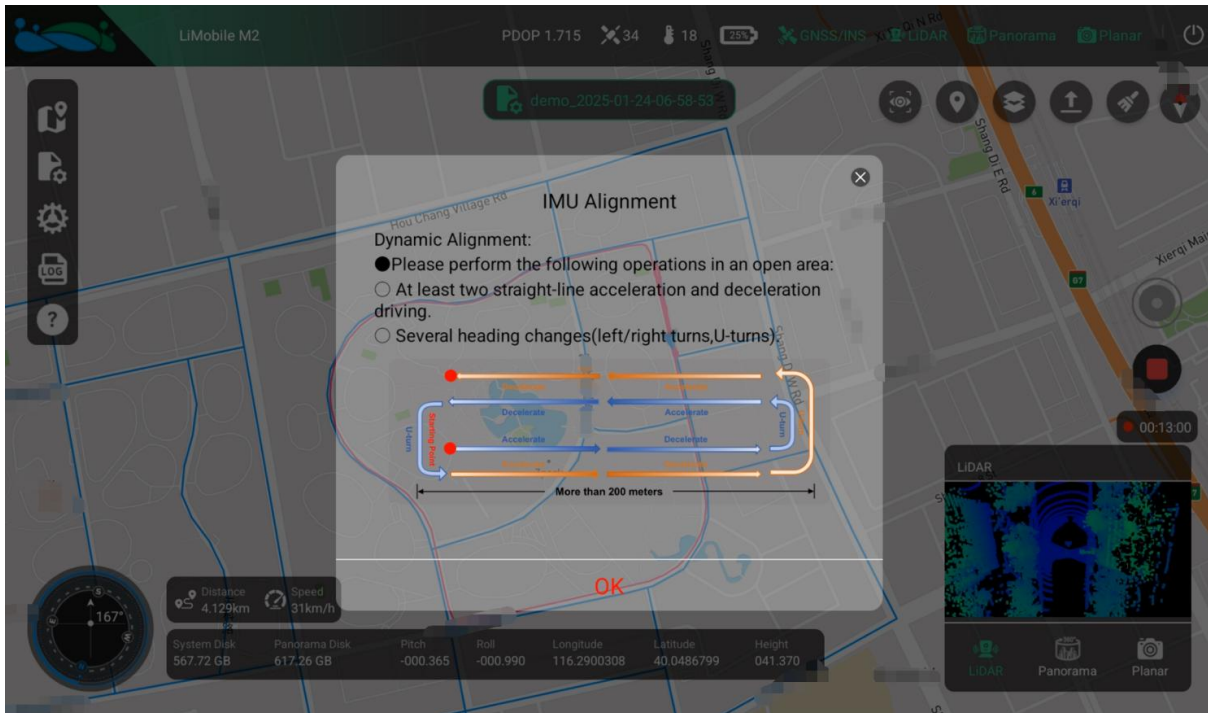 LiMobile M2
PDOP 1.715
34
18
25%
GNSS/INS
LiDAR
Panorama
Planar
demo_2025-01-24-06-58-53
Shang Di E Rd
Xi'erqi
6
G7
Hou Chang Village Rd
IMU Alignment
Dynamic Alignment:
●Please perform the following operations in an open area:
○ At least two straight-line acceleration and deceleration
driving.
○ Several heading changes(left/right turns,U-turns).
Decelerate
Accelerate
Accelerate
Decelerate
U-turn
Starting Point
U-turn
More than 200 meters
OK
LOG
?
00:13:00
LiDAR
LiDAR
Panorama
Planar
S
E
W
N
167°
Distance
4.129km
Speed
31km/h
System Disk
567.72 GB
Panorama Disk
617.26 GB
Pitch
-000.365
Roll
-000.990
Longitude
116.2900308
Latitude
40.0486799
Height
041.370